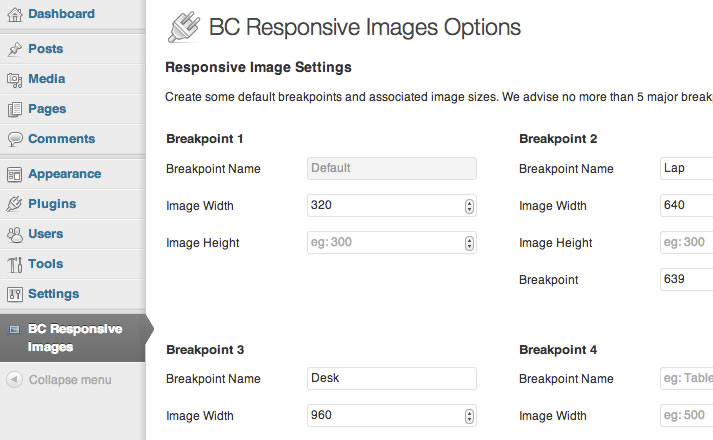 Dashboard
Posts
Media
Pages
Comments
Appearance
Plugins
Users
Tools
Settings
BC Responsive
Images
Collapse menu
BC Responsive Images Options
Responsive Image Settings
Create some default breakpoints and associated image sizes. We advise no more than 5 major
Breakpoint 1
Breakpoint Name Default
Image Width 320
Image Height eg: 300
Breakpoint 2
Breakpoint Name Lap
Image Width 640
Image Height eg: 300
Breakpoint 639
Breakpoint 3
Breakpoint Name Desk
Image Width 960
Breakpoint 4
Breakpoint Name eg: Table
Image Width eg: 500